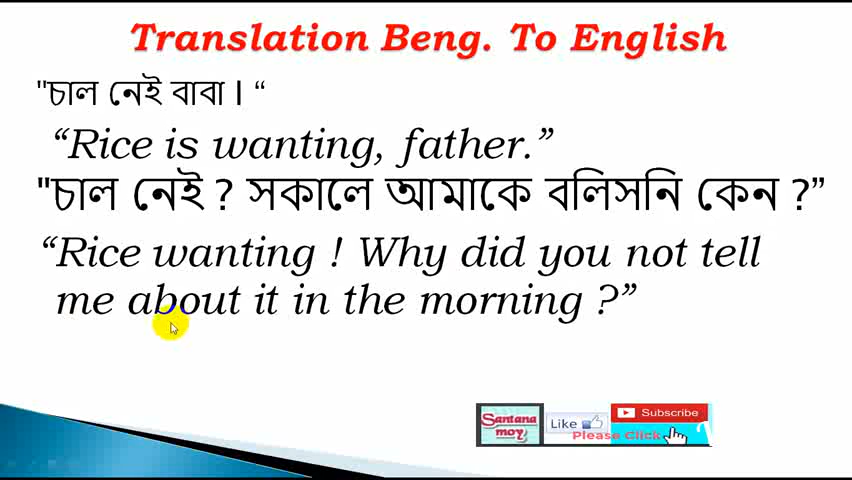 Translation Beng. To English
"চাল নেই বাবা । “
“Rice is wanting, father.”
"চাল নেই ? সকালে আমাকে বলিসনি কেন ?”
“Rice wanting ! Why did you not tell
me about it in the morning ?”
Santana
moy
Like
Subscribe
Please Click